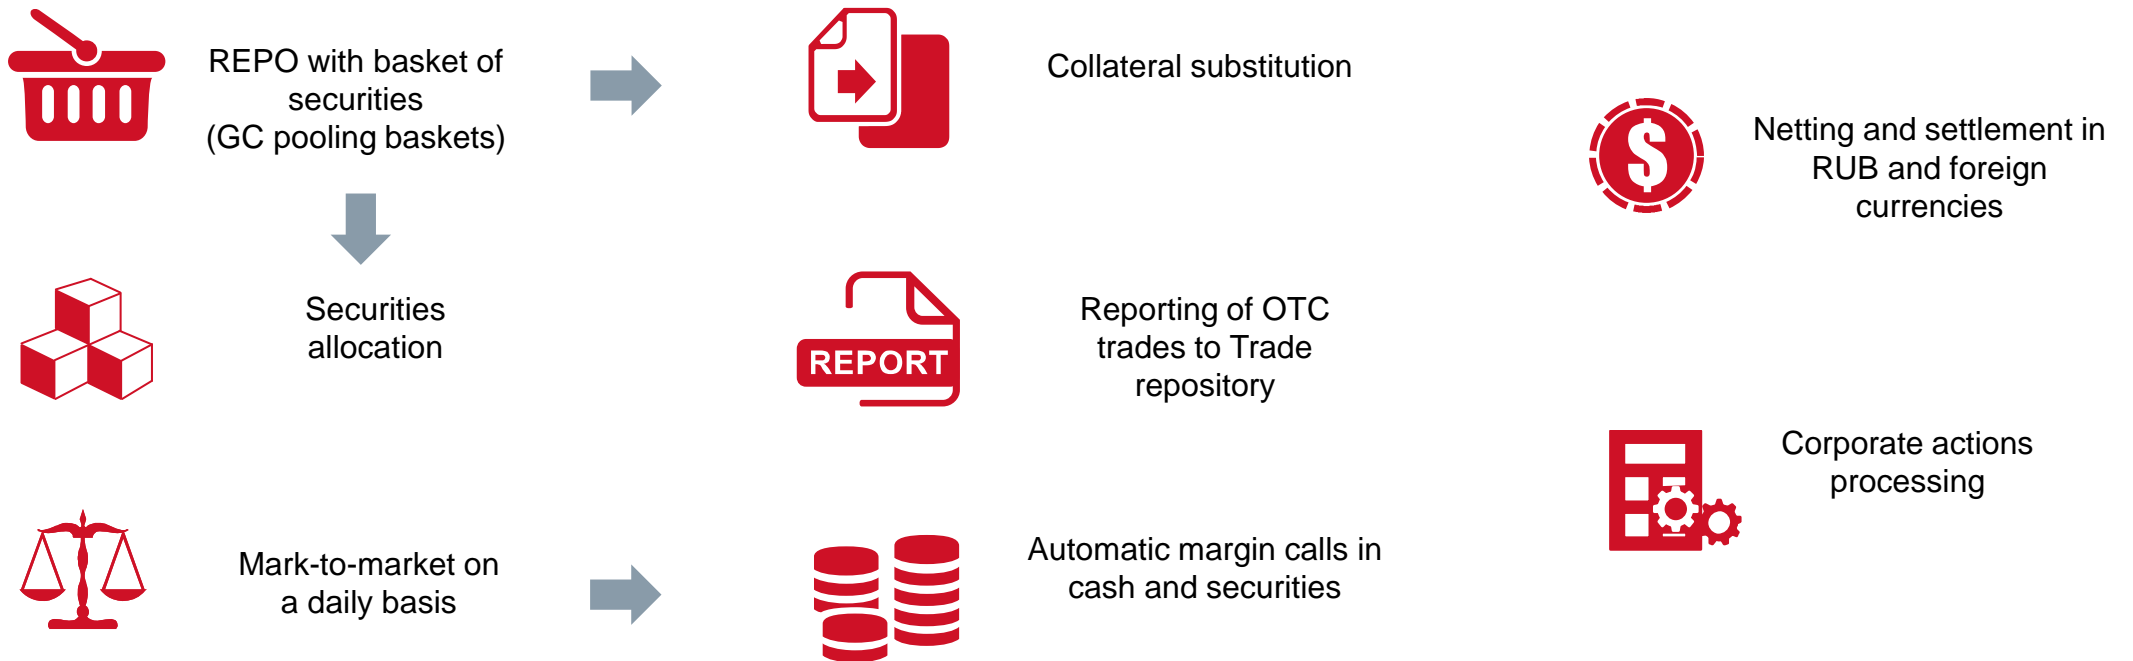 REPO with basket of
securities
(GC pooling baskets)
Collateral substitution
Netting and settlement in
RUB and foreign
currencies
$
Securities
allocation
Reporting of OTC
trades to Trade
repository
REPORT
Corporate actions
processing
Mark-to-market on
a daily basis
Automatic margin calls in
cash and securities